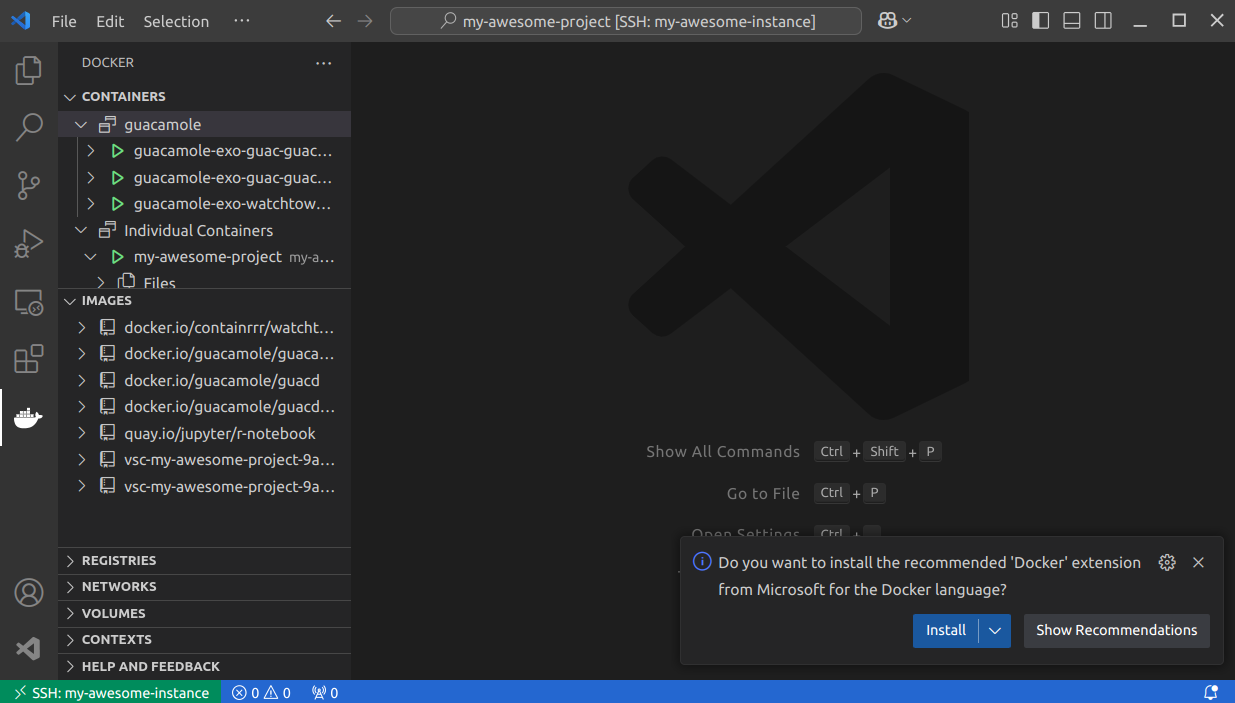 File Edit Selection ···
my-awesome-project [SSH: my-awesome-instance]
DOCKER
CONTAINERS
guacamole
guacamole-exo-guac-guac…
guacamole-exo-guac-guac…
guacamole-exo-watchtow…
Individual Containers
my-awesome-project my-a…
Files
IMAGES
docker.io/containrrr/watcht…
docker.io/guacamole/guaca…
docker.io/guacamole/guacd
docker.io/guacamole/guacd…
quay.io/jupyter/r-notebook
vsc-my-awesome-project-9a…
vsc-my-awesome-project-9a…
REGISTRIES
NETWORKS
VOLUMES
CONTEXTS
HELP AND FEEDBACK
Show All Commands Ctrl + Shift + P
Go to File Ctrl + P
Open Settings Ctrl +
Do you want to install the recommended 'Docker' extension
from Microsoft for the Docker language?
Install
Show Recommendations
SSH: my-awesome-instance 0 0 0